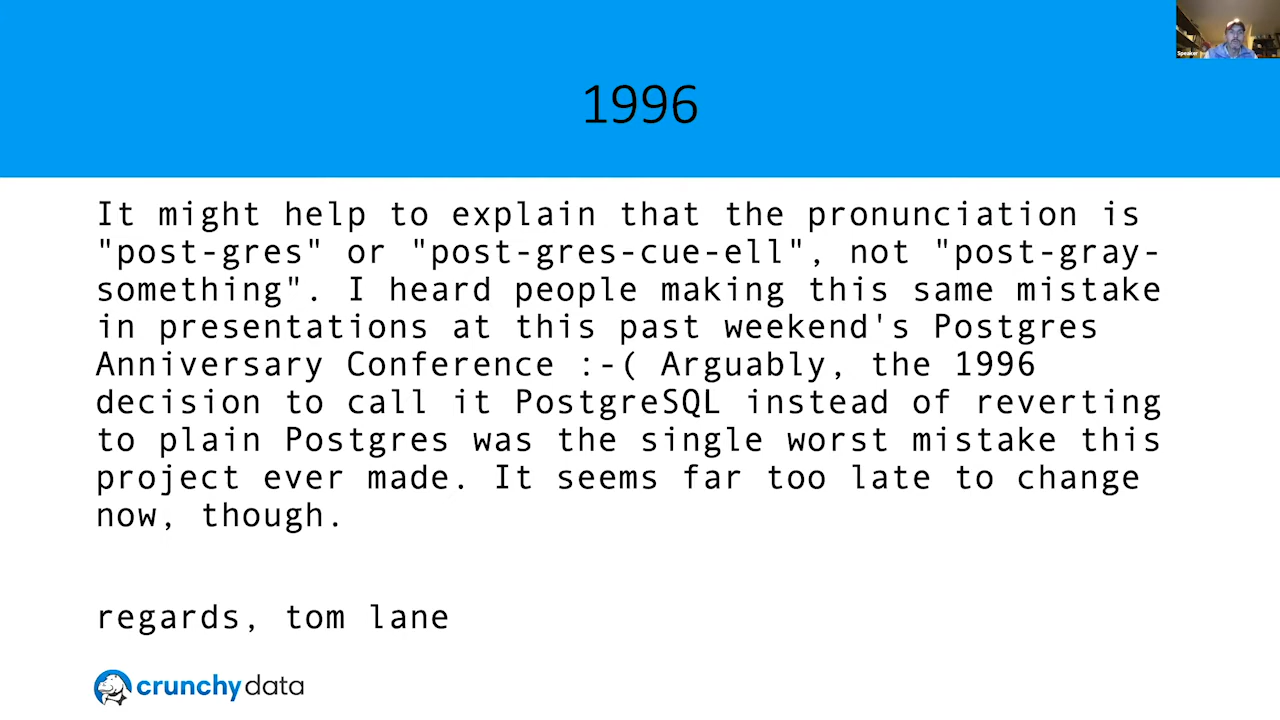 Speaker
1996
It might help to explain that the pronunciation is
"post-gres" or "post-gres-cue-ell", not "post-gray-
something". I heard people making this same mistake
in presentations at this past weekend's Postgres
Anniversary Conference :-( Arguably, the 1996
decision to call it PostgreSQL instead of reverting
to plain Postgres was the single worst mistake this
project ever made. It seems far too late to change
now, though.
regards, tom lane
crunchy data